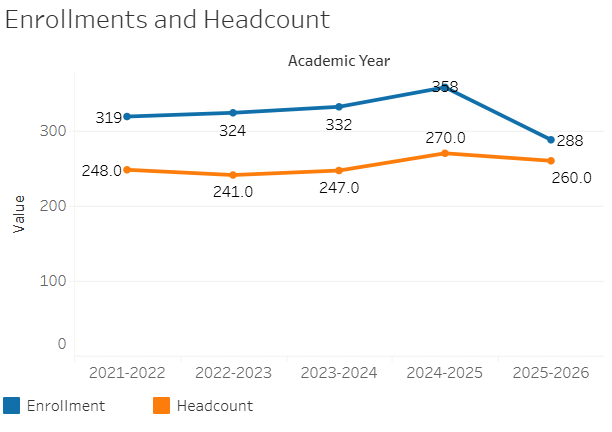 Enrollments and Headcount
Academic Year
358
319
324
332
300
270.0
288
248.0
241.0
247.0
260.0
200
Value
100
0
2021-2022 2022-2023 2023-2024 2024-2025 2025-2026
Enrollment Headcount